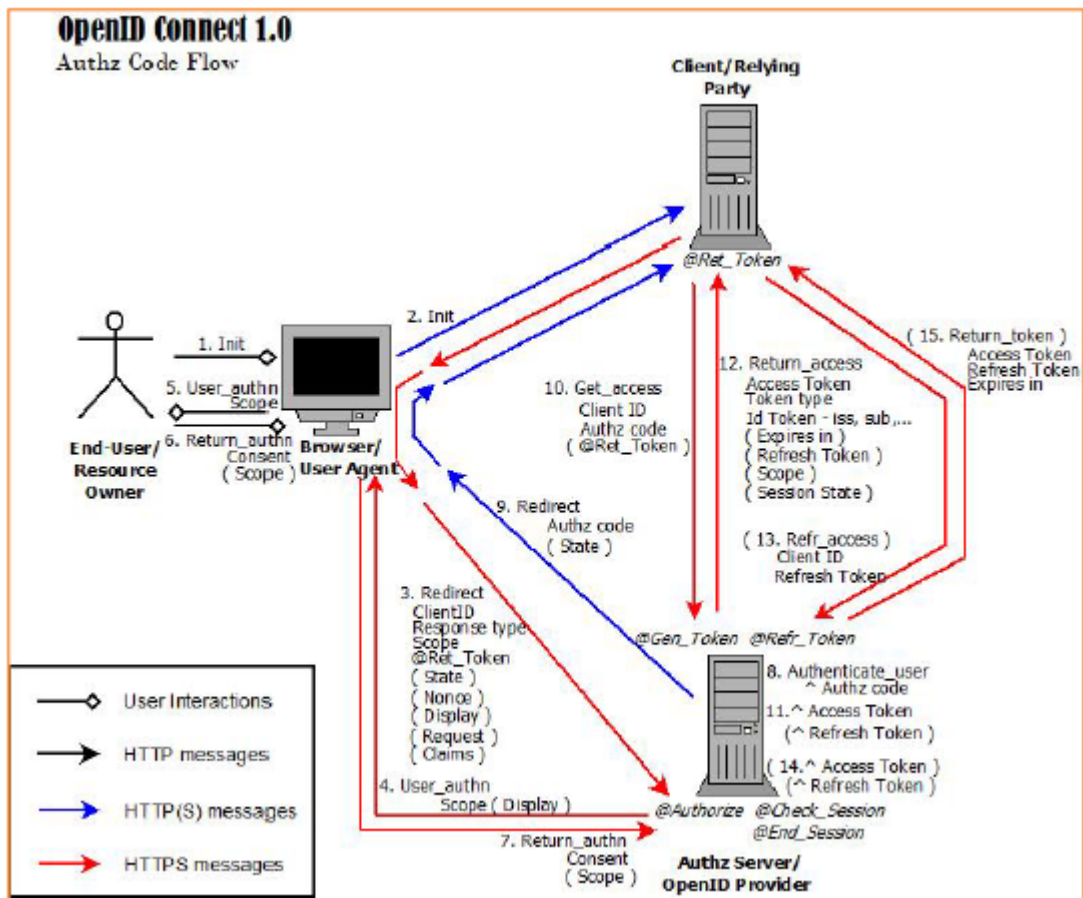 OpenID Connect 1.0
Authz Code Flow
Client/Relying
Party
@Ret_Token
2. Init
1. Init
5. User_authn
Scope
6. Return_authn
Consent
( Scope )
End-User/
Resource
Owner
Browser/
User Agent
10. Get_access
Client ID
Authz code
( @Ret_Token )
12. Return_access
Access Token
Token type
Id Token - iss, sub,...
( Expires in )
( Refresh Token )
( Scope )
( Session State )
( 15. Return_token )
Access Token
Refresh Token
Expires in
9. Redirect
Authz code
( State )
( 13. Refr_access )
Client ID
Refresh Token
3. Redirect
ClientID
Response type
Scope
@Ret_Token
( State )
( Nonce )
( Display )
( Request )
( Claims )
@Gen_Token @Refr_Token
8. Authenticate_user
^ Authz code
11.^ Access Token
(^ Refresh Token )
( 14.^ Access Token )
(^ Refresh Token )
4. User_authn
Scope ( Display )
@Authorize @Check_Session
@End_Session
7. Return_authn
Consent
( Scope )
Authz Server/
OpenID Provider
User Interactions
HTTP messages
HTTP(S) messages
HTTPS messages